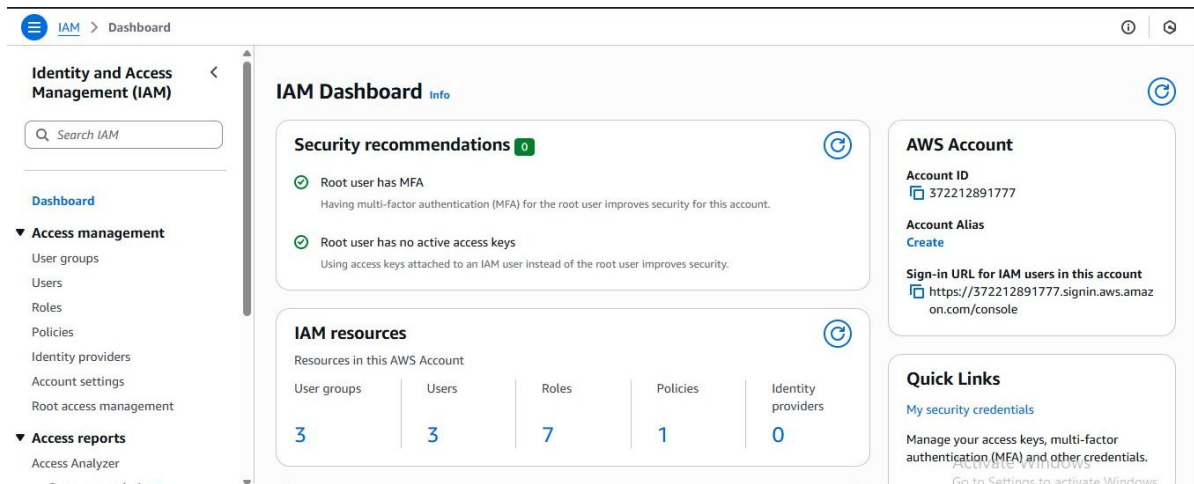 IAM > Dashboard
Identity and Access
Management (IAM)
Search IAM
Dashboard
Access management
User groups
Users
Roles
Policies
Identity providers
Account settings
Root access management
Access reports
Access Analyzer
IAM Dashboard Info
Security recommendations 0
Root user has MFA
Having multi-factor authentication (MFA) for the root user improves security for this account.
Root user has no active access keys
Using access keys attached to an IAM user instead of the root user improves security.
IAM resources
Resources in this AWS Account
User groups
3
Users
3
Roles
7
Policies
1
Identity
providers
0
AWS Account
Account ID
372212891777
Account Alias
Create
Sign-in URL for IAM users in this account
https://372212891777.signin.aws.amaz
on.com/console
Quick Links
My security credentials
Manage your access keys, multi-factor
authentication (MFA) and other credentials.
Activate Windows
Go to Settings to activate Windows.